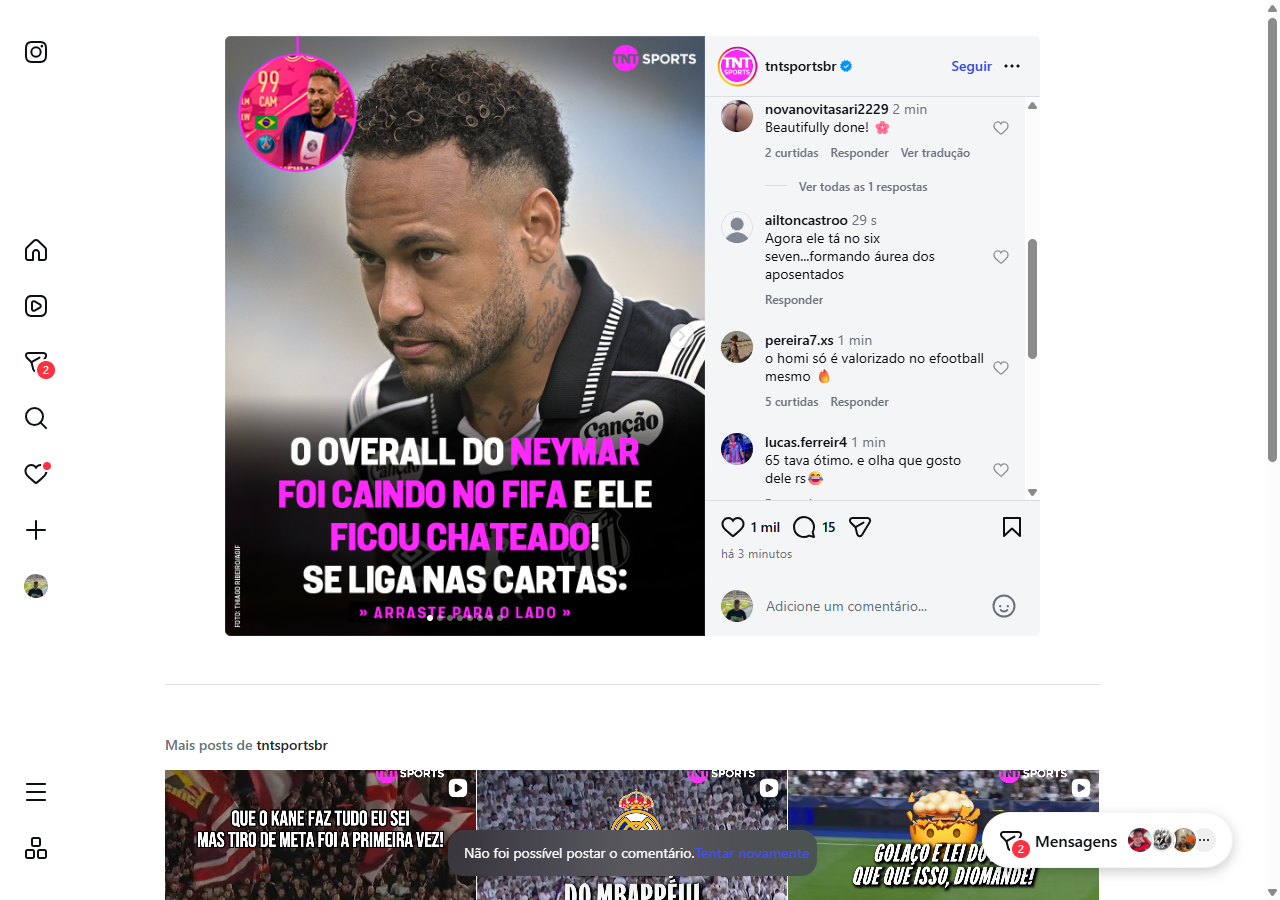 99
CAM
TNT SPORTS
Canção
O OVERALL DO NEYMAR
FOI CAINDO NO FIFA E ELE
FICOU CHATEADO!
SE LIGA NAS CARTAS:
» ARRASTE PARA O LADO »
FOTO: THIAGO RIBEIRO/AGIF
TNT
SPORTS
tntsportsbr
Seguir
novanovitasari2229 2 min
Beautifully done! 🌸
2 curtidas Responder Ver tradução
Ver todas as 1 respostas
ailtoncastroo 29 s
Agora ele tá no six
seven...formando áurea dos
aposentados
Responder
pereira7.xs 1 min
o homi só é valorizado no efootball
mesmo 🔥
5 curtidas Responder
lucas.ferreir4 1 min
65 tava ótimo. e olha que gosto
dele rs😂
1 mil 15
há 3 minutos
Adicione um comentário...
2
Mais posts de tntsportsbr
TNT SPORTS
QUE O KANE FAZ TUDO EU SEI
MAS TIRO DE META FOI A PRIMEIRA VEZ!
TNT SPORTS
DO MBAPPÉ!!!
TNT SPORTS
GOLAÇO E LEI DO
QUE QUE ISSO, DIOMANDE!
Não foi possível postar o comentário.Tentar novamente
2
Mensagens